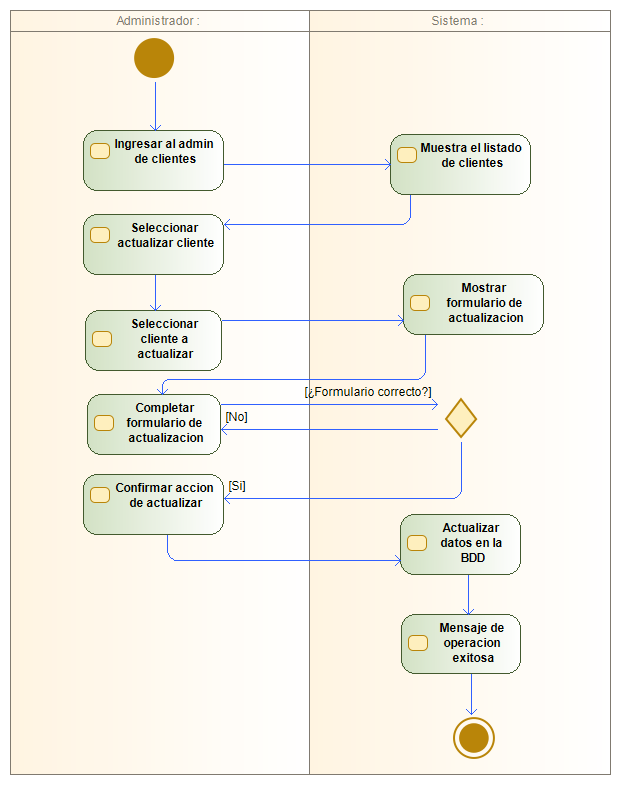 Administrador :
Sistema :
Ingresar al admin
de clientes
Muestra el listado
de clientes
Seleccionar
actualizar cliente
Mostrar
formulario de
actualizacion
Seleccionar
cliente a
actualizar
[¿Formulario correcto?]
Completar
formulario de
actualizacion
[No]
[Si]
Confirmar accion
de actualizar
Actualizar
datos en la
BDD
Mensaje de
operacion
exitosa